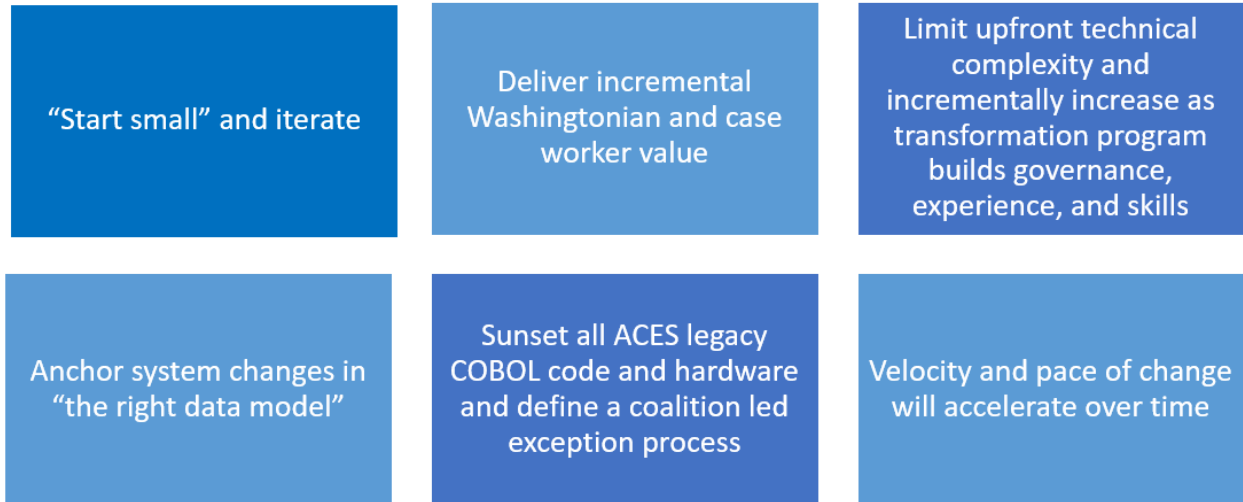 “Start small” and iterate
Deliver incremental
Washingtonian and case
worker value
Limit upfront technical
complexity and
incrementally increase as
transformation program
builds governance,
experience, and skills
Anchor system changes in
“the right data model”
Sunset all ACES legacy
COBOL code and hardware
and define a coalition led
exception process
Velocity and pace of change
will accelerate over time